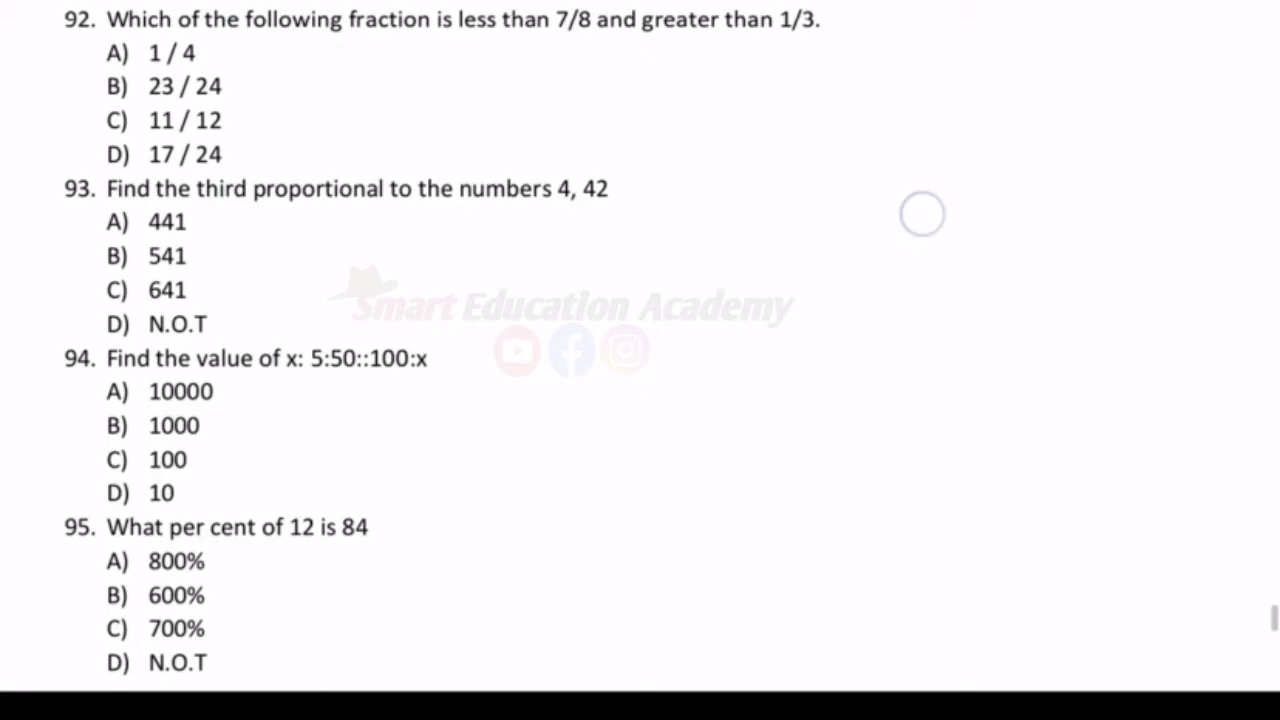 92. Which of the following fraction is less than 7/8 and greater than 1/3.
A) 1 / 4
B) 23 / 24
C) 11 / 12
D) 17 / 24
93. Find the third proportional to the numbers 4, 42
A) 441
B) 541
C) 641
D) N.O.T
Smart Education Academy
94. Find the value of x: 5:50::100:x
A) 10000
B) 1000
C) 100
D) 10
95. What per cent of 12 is 84
A) 800%
B) 600%
C) 700%
D) N.O.T